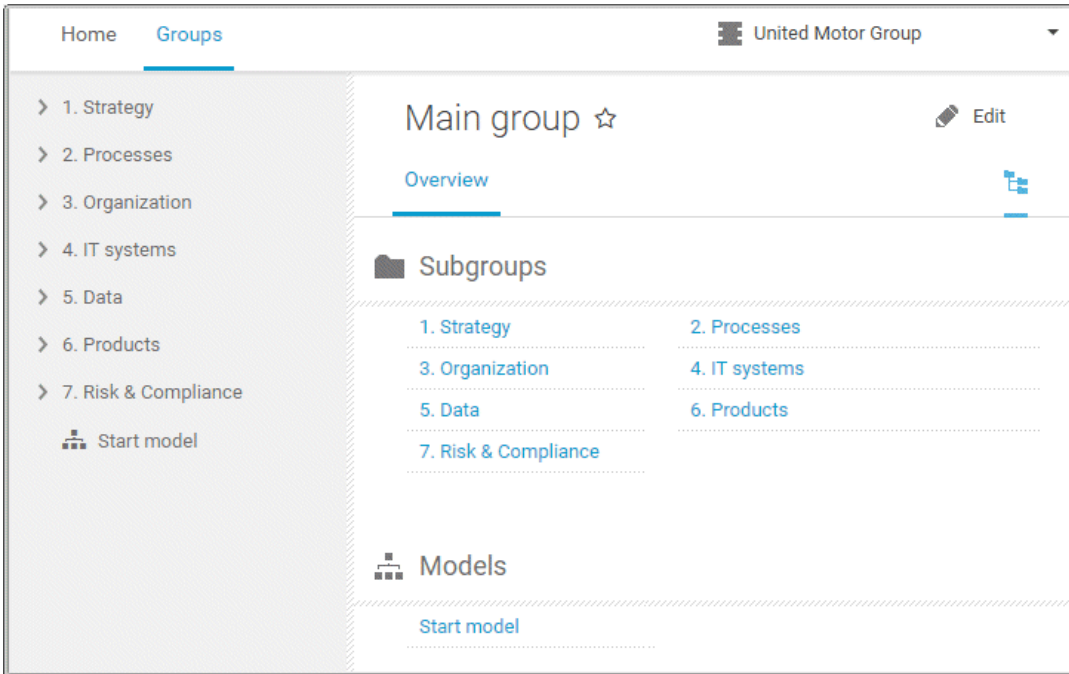 Home Groups United Motor Group
1. Strategy
2. Processes
3. Organization
4. IT systems
5. Data
6. Products
7. Risk & Compliance
Start model
Main group Edit
Overview
Subgroups
1. Strategy 2. Processes
3. Organization 4. IT systems
5. Data 6. Products
7. Risk & Compliance
Models
Start model